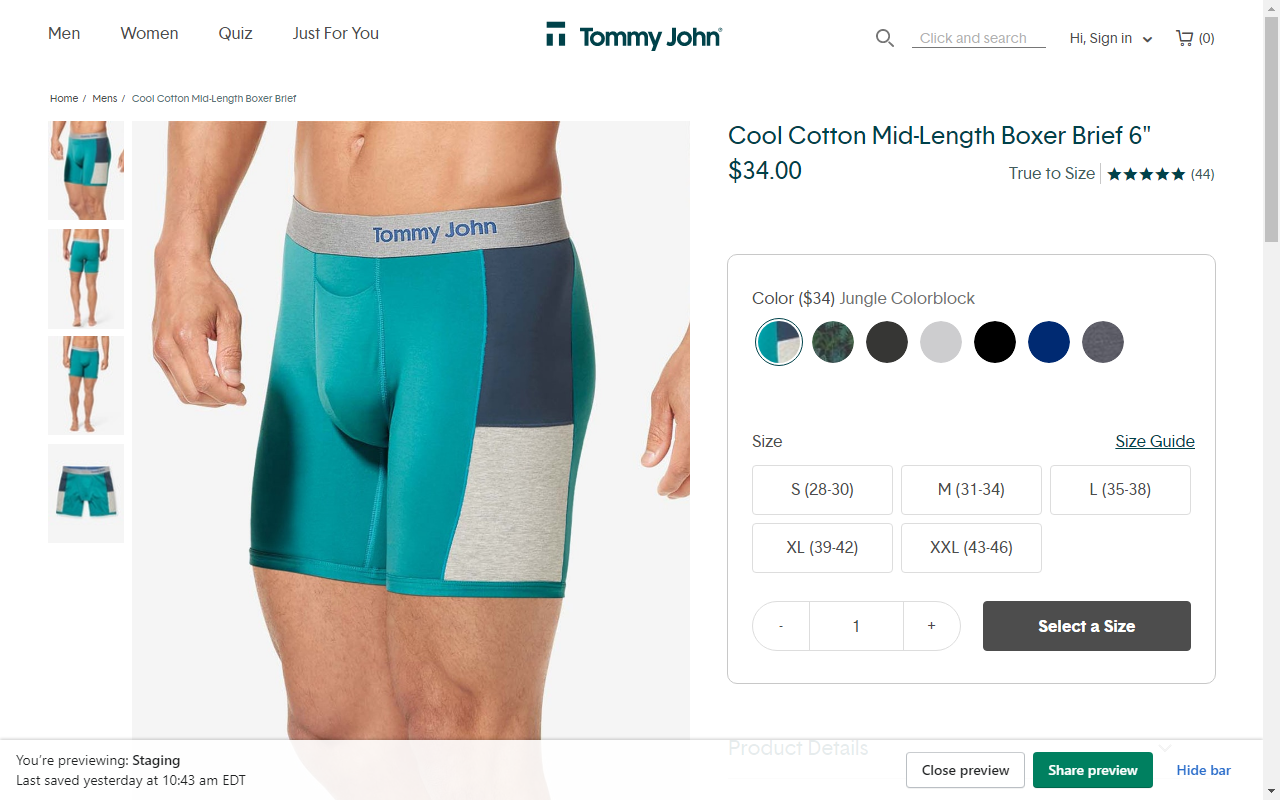 Men
Women
Quiz
Just For You
Tommy John
Click and search
Hi, Sign in
(0)
Home / Mens / Cool Cotton Mid-Length Boxer Brief
Tommy John
Cool Cotton Mid-Length Boxer Brief 6"
$34.00
True to Size
(44)
Color ($34) Jungle Colorblock
Size
Size Guide
S (28-30)
M (31-34)
L (35-38)
XL (39-42)
XXL (43-46)
-
1
+
Select a Size
Product Details
You're previewing: Staging
Last saved yesterday at 10:43 am EDT
Close preview
Share preview
Hide bar